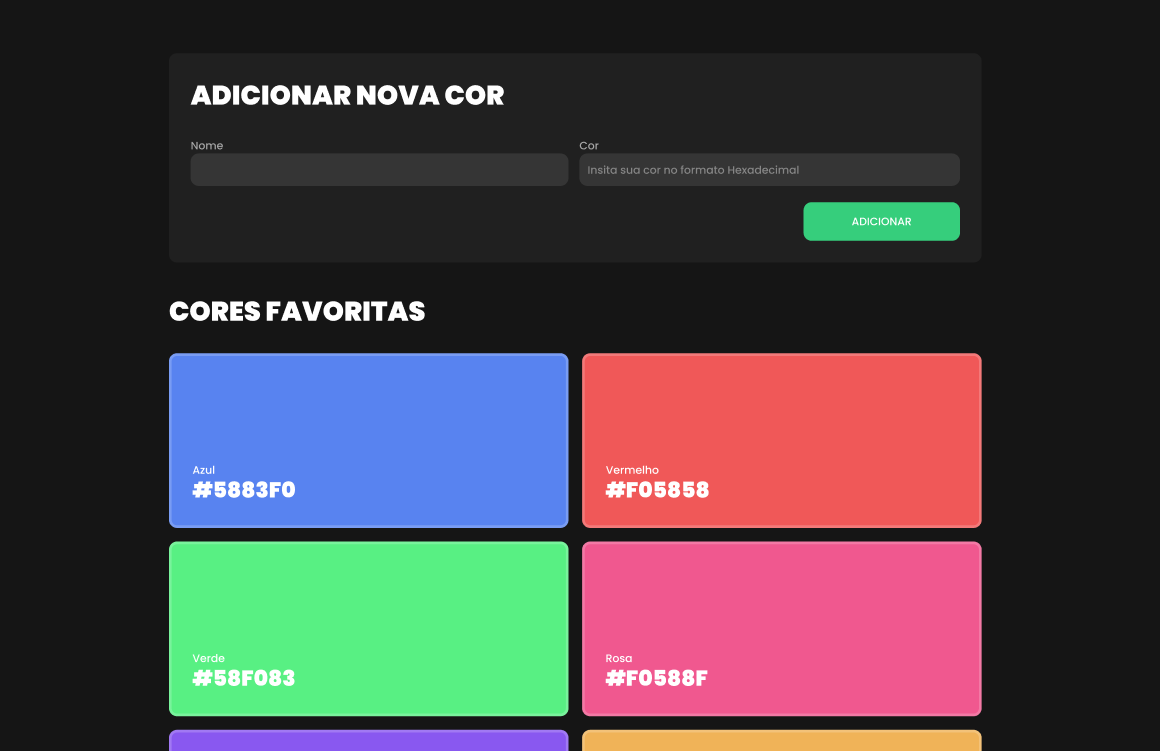 ADICIONAR NOVA COR
Nome
Cor
Insita sua cor no formato Hexadecimal
ADICIONAR
CORES FAVORITAS
Azul
#5883F0
Vermelho
#F05858
Verde
#58F083
Rosa
#F0588F